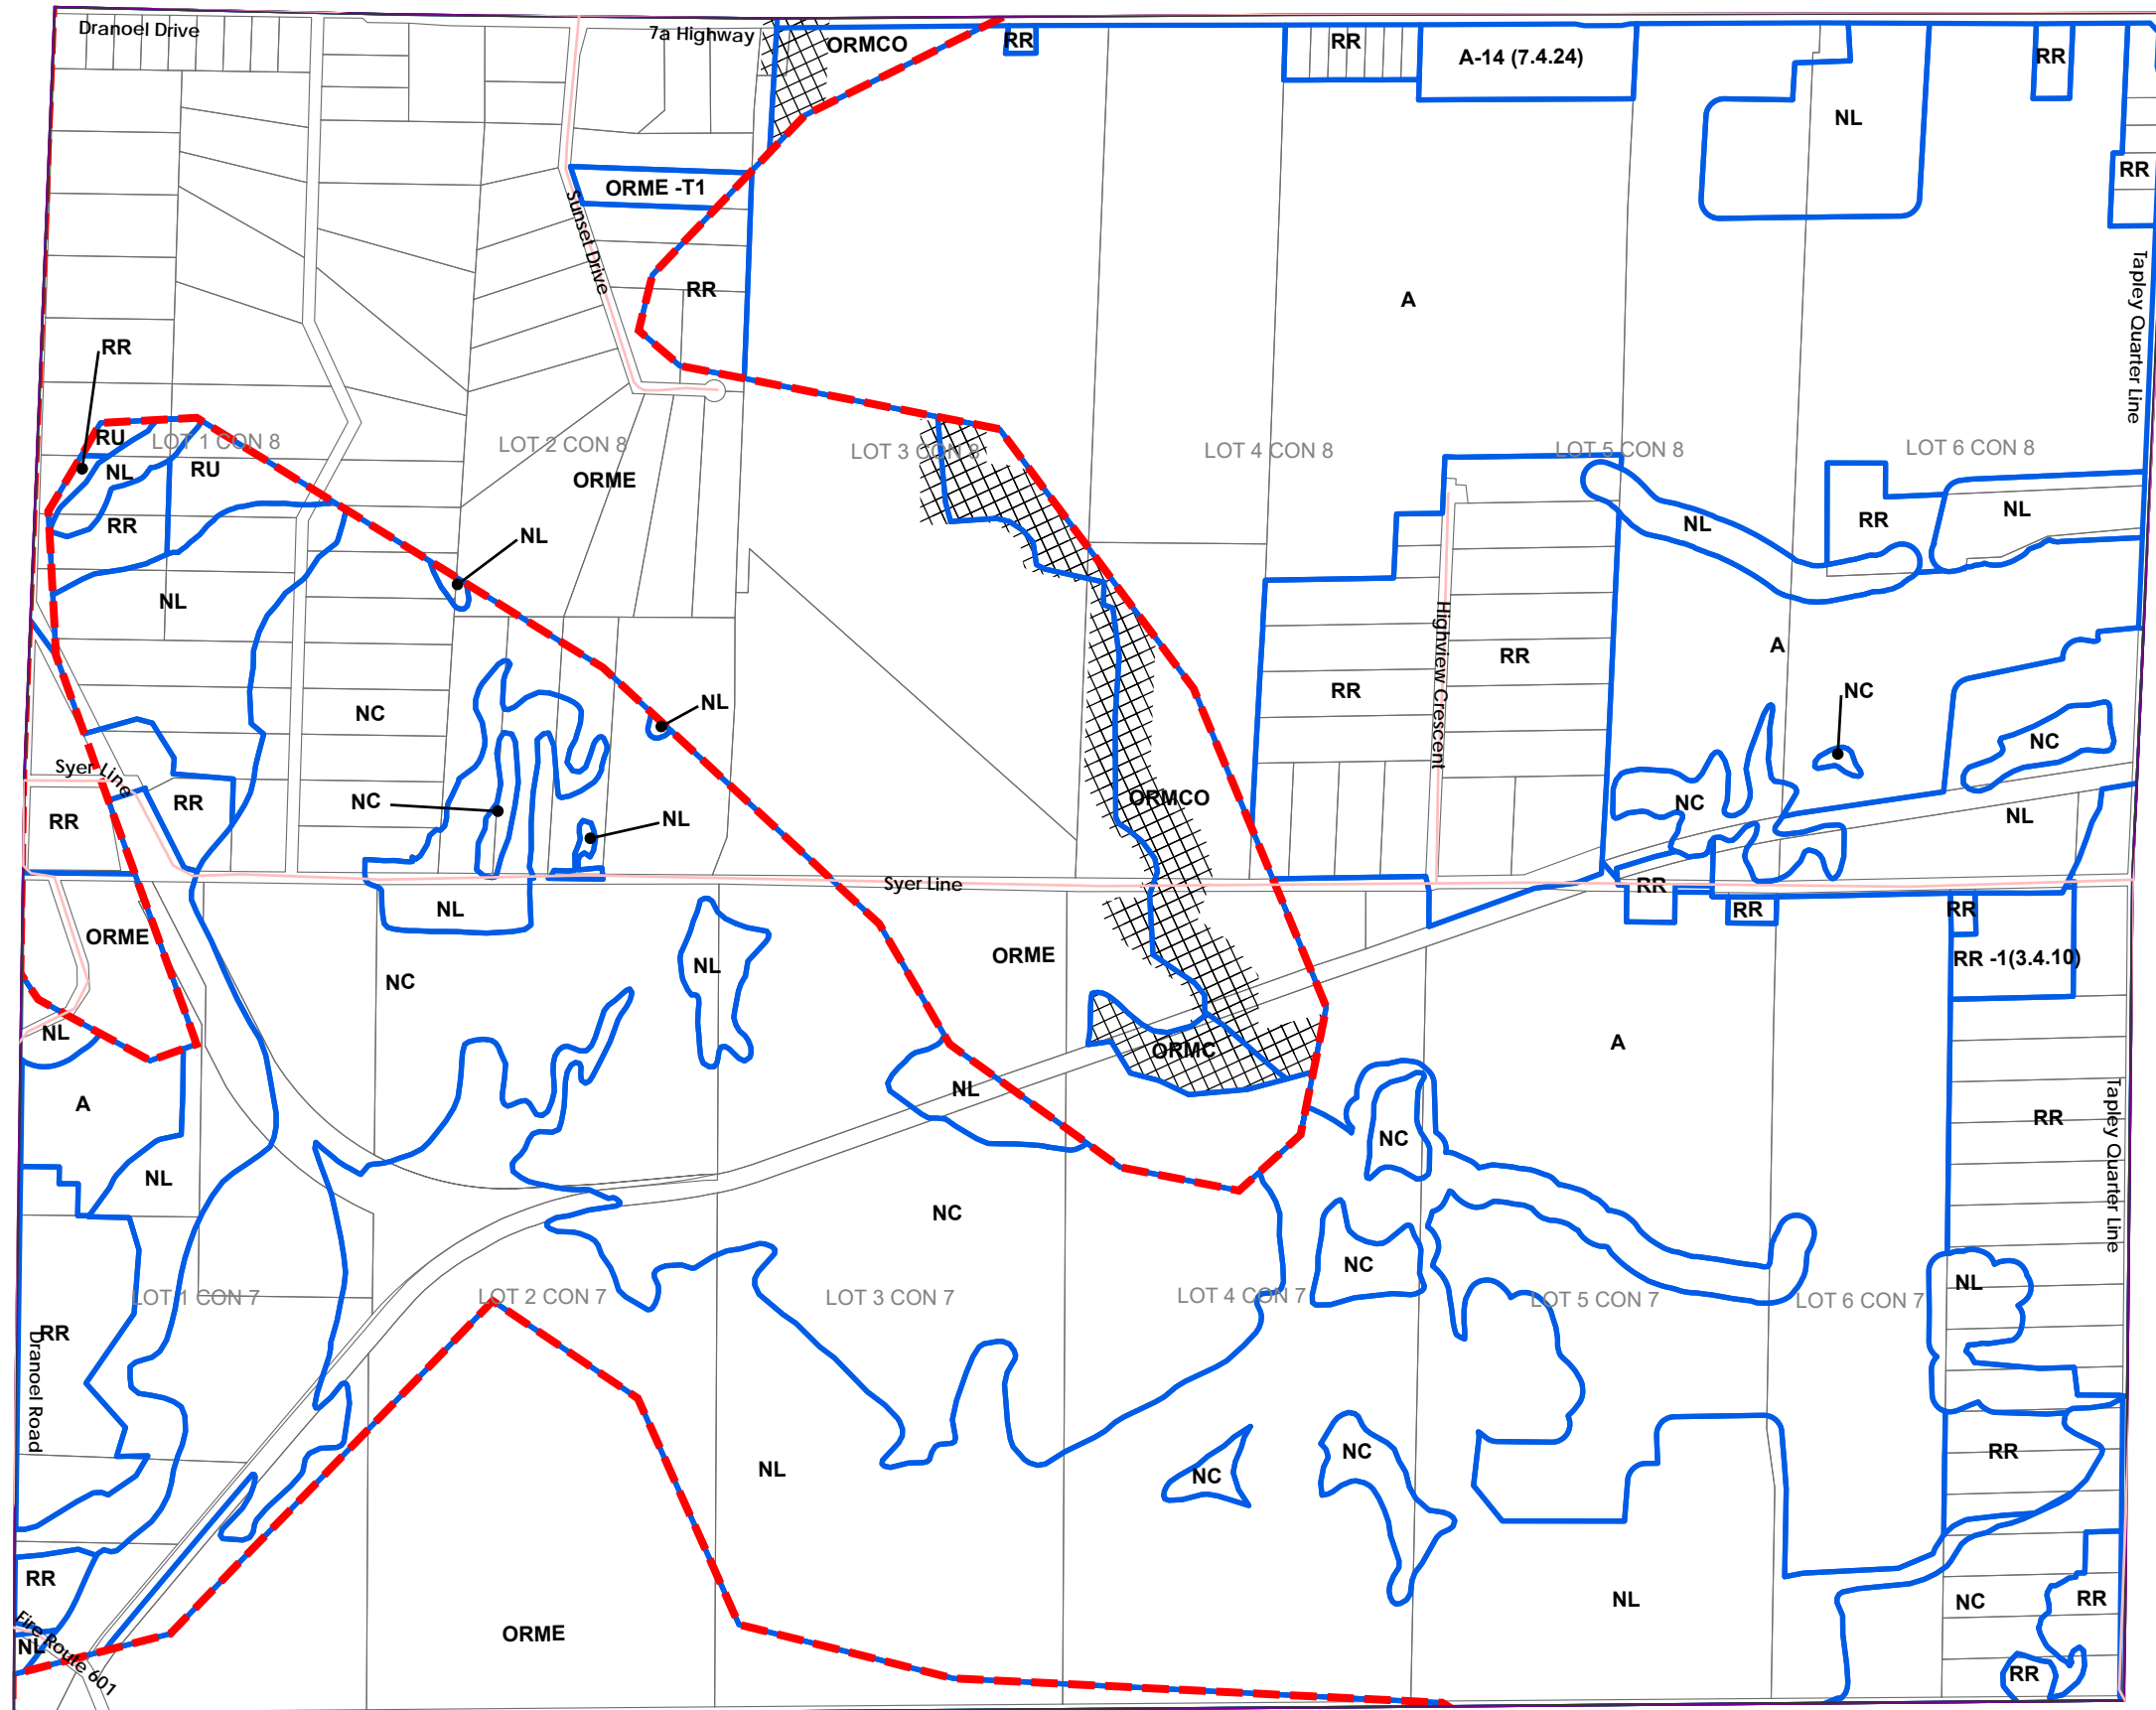 Dranoel Drive
7a Highway
ORMCO
RR
RR
A-14 (7.4.24)
RR
NL
RR
ORME -T1
Sunset Drive
RR
A
Tapley Quarter Line
RR
RU
LOT 1 CON 8
LOT 2 CON 8
LOT 3 CON 8
LOT 4 CON 8
LOT 5 CON 8
LOT 6 CON 8
NL
RU
ORME
RR
NL
NL
RR
NL
NL
Highview Crescent
A
RR
RR
NC
NC
NL
NC
Syer Line
RR
RR
NC
NL
ORMCO
NC
NL
Syer Line
RR
NL
RR
RR
ORME
NC
NL
ORME
RR -1(3.4.10)
NL
ORMC
A
NL
A
NC
RR
Tapley Quarter Line
NL
NC
NC
NL
LOT 1 CON 7
LOT 2 CON 7
LOT 3 CON 7
LOT 4 CON 7
LOT 5 CON 7
LOT 6 CON 7
RR
Dranoel Road
NL
NC
NC
RR
RR
NL
NC
RR
Fire Route 601
NL
ORME
RR